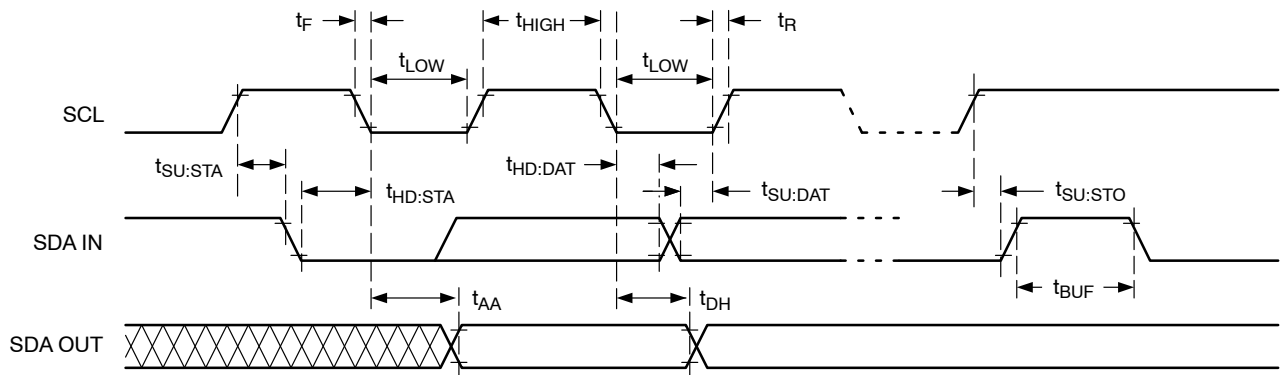 tF
tHIGH
tR
tLOW
tLOW
SCL
tSU:STA
tHD:STA
tHD:DAT
tSU:DAT
tSU:STO
SDA IN
tAA
tDH
tBUF
SDA OUT